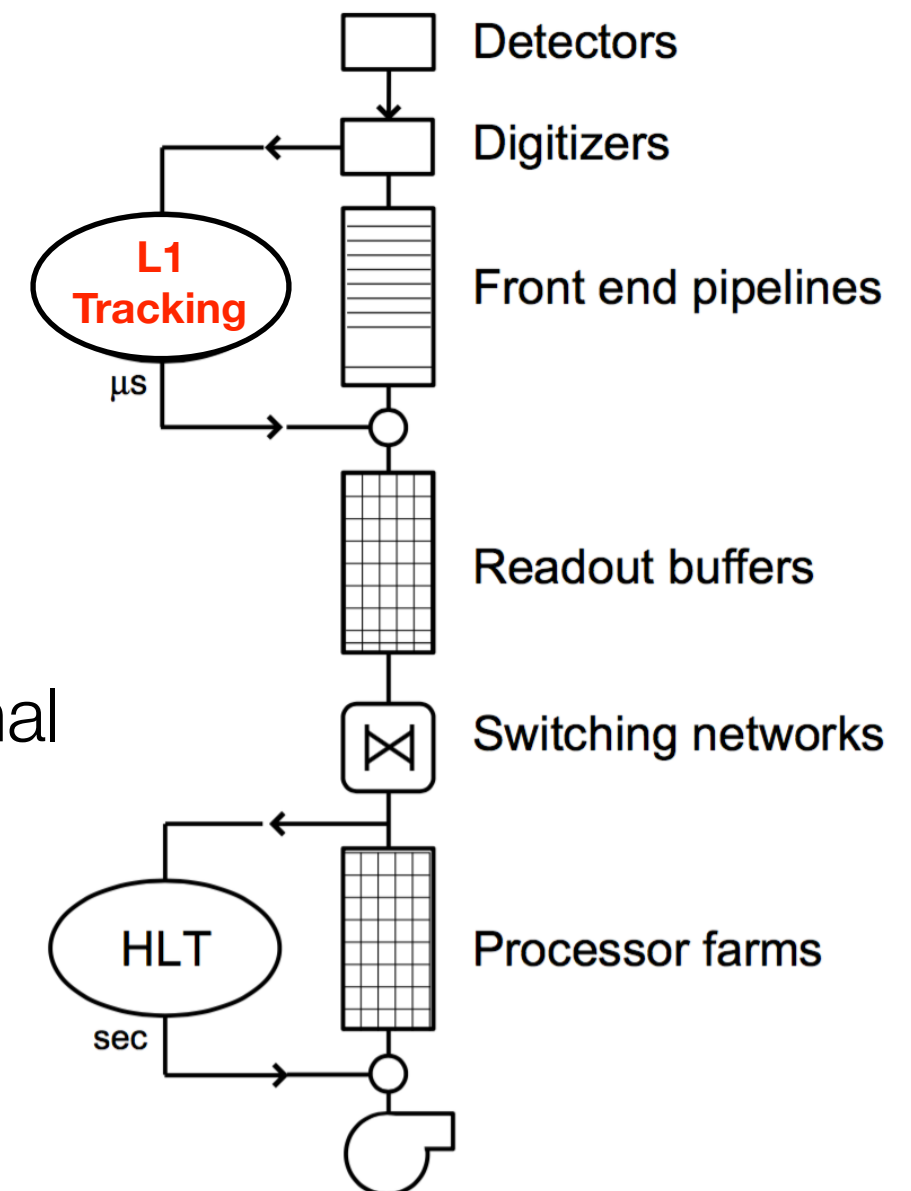 Detectors
Digitizers
L1
Tracking
Front end pipelines
μs
Readout buffers
Switching networks
HLT
Processor farms
sec